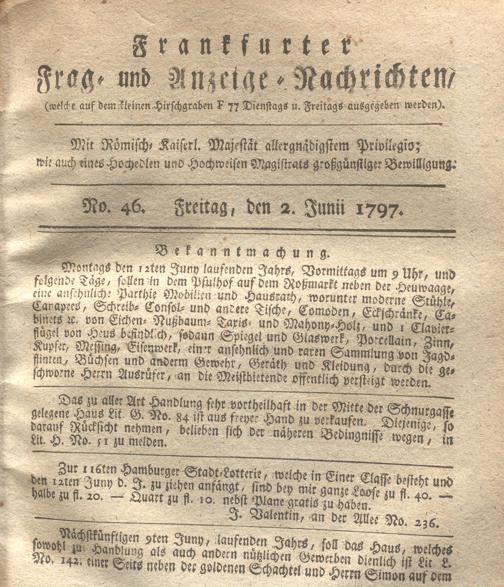 Frankfurter
Frag- und Anzeige-Nachrichten,
(welche auf dem kleinen Hirschgraben F 77 Dienstags u. Freitags ausgegeben werden).
Mit Römisch-Kaiserl. Majestät allergnädigstem Privilegio;
wie auch eines Hochedlen und Hochweisen Magistrats großgünstiger Bewilligung.
No. 46. Freitag, den 2. Junii 1797.
Bekanntmachung.
Montags den 12ten Juny laufenden Jahrs, Vormittags um 9 Uhr, und
folgende Täge, sollen in dem Pfulhof auf dem Roßmarkt neben der Heuwaage,
eine ansehnliche Parthie Mobilien und Hausrath, worunter moderne Stühle,
Canapees, Schreib- Consol- und andere Tische, Comoden, Eckschränke, Ca-
binets ꝛc. von Eichen- Nußbaum- Taxis- und Mahony-Holz, und 1 Clavier-
flügel von Heus befindlich, sodann Spiegel und Glaswerk, Porcellain, Zinn,
Kupfer, Messing, Eisenwerk, einer ansehnlich und raren Sammlung von Jagd-
flinten, Büchsen und anderm Gewehr, Geräth und Kleidung, durch die ge-
schworne Herrn Ausrüfer, an die Meistbietende öffentlich versteigt werden.
Das zu aller Art Handlung sehr vortheilhaft in der Mitte der Schnurgasse
gelegene Haus Lit. G. No. 84 ist aus freyer Hand zu verkaufen. Diejenige, so
darauf Rücksicht nehmen, belieben sich der näheren Bedingnisse wegen, in
Lit. H. No. 51 zu melden.
Zur 116ten Hamburger Stadt-Lotterie, welche in Einer Classe besteht und
den 12ten Juny d. J. zu ziehen anfängt, sind bey mir ganze Loose zu fl. 40. —
halbe zu fl. 20. — Quart zu fl. 10. nebst Plane gratis zu haben.
J. Valentin, an der Allee No. 236.
Nächstkünftigen 9ten Juny, laufenden Jahrs, soll das Haus, welches
sowohl zu Handlung als auch andern nützlichen Gewerben dienlich ist Lit L.
No. 142. einer Seits neben der goldenen Schachtel und Herrn Simon auf dem